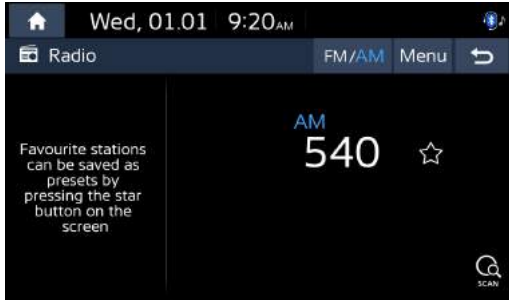 Wed, 01.01 9:20AM
Radio FM/AM Menu
AM
540
Favourite stations
can be saved as
presets by
pressing the star
button on the
screen
SCAN